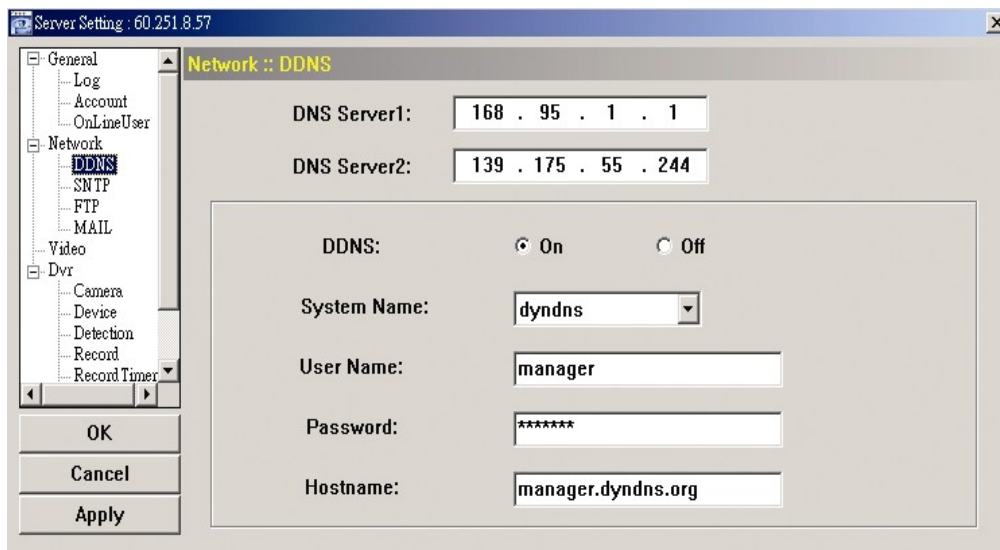 Server Setting : 60.251.8.57
General
Log
Account
OnLineUser
Network
DDNS
SNTP
FTP
MAIL
Video
Dvr
Camera
Device
Detection
Record
Record Timer
OK
Cancel
Apply
Network :: DDNS
DNS Server1: 168 . 95 . 1 . 1
DNS Server2: 139 . 175 . 55 . 244
DDNS: On Off
System Name: dyndns
User Name: manager
Password: *******
Hostname: manager.dyndns.org